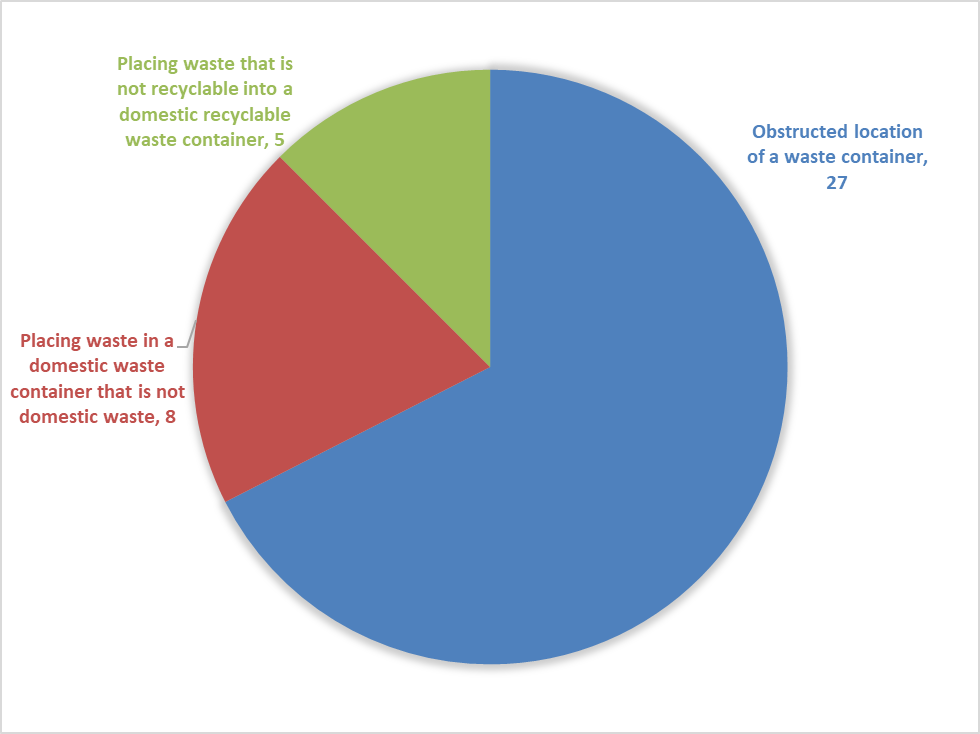 Placing waste that is
not recyclable into a
domestic recyclable
waste container, 5
Obstructed location
of a waste container,
27
Placing waste in a
domestic waste
container that is not
domestic waste, 8